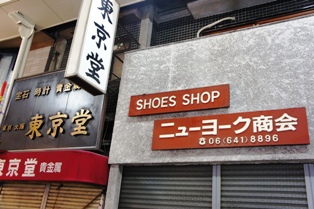 東京堂
宝石 時計 貴金属
東京堂
東京堂 貴金属
SHOES SHOP
ニューヨーク商会
☎06(641)8896